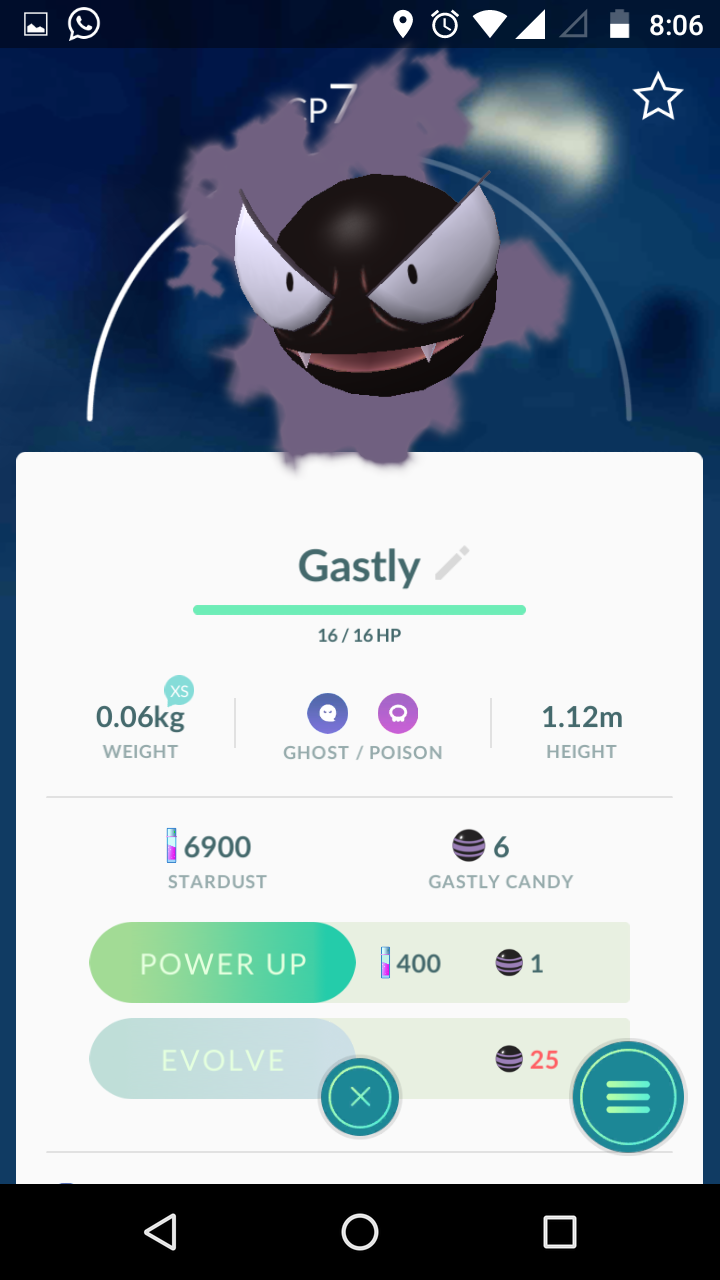 8:06
CP7
Gastly
16 / 16 HP
XS
0.06kg
WEIGHT
GHOST / POISON
1.12m
HEIGHT
6900
STARDUST
6
GASTLY CANDY
POWER UP 400 1
EVOLVE 25